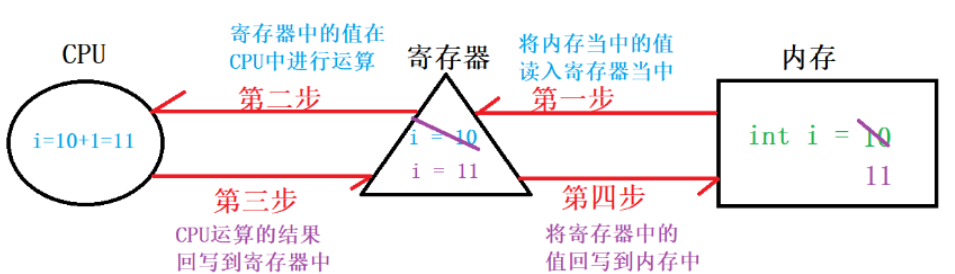 CPU
寄存器中的值在
CPU中进行运算
寄存器
将内存当中的值
读入寄存器当中
内存
第二步
第一步
i=10+1=11
i = 10
i = 11
int i = 10
11
第三步
第四步
CPU运算的结果
回写到寄存器中
将寄存器中的
值回写到内存中